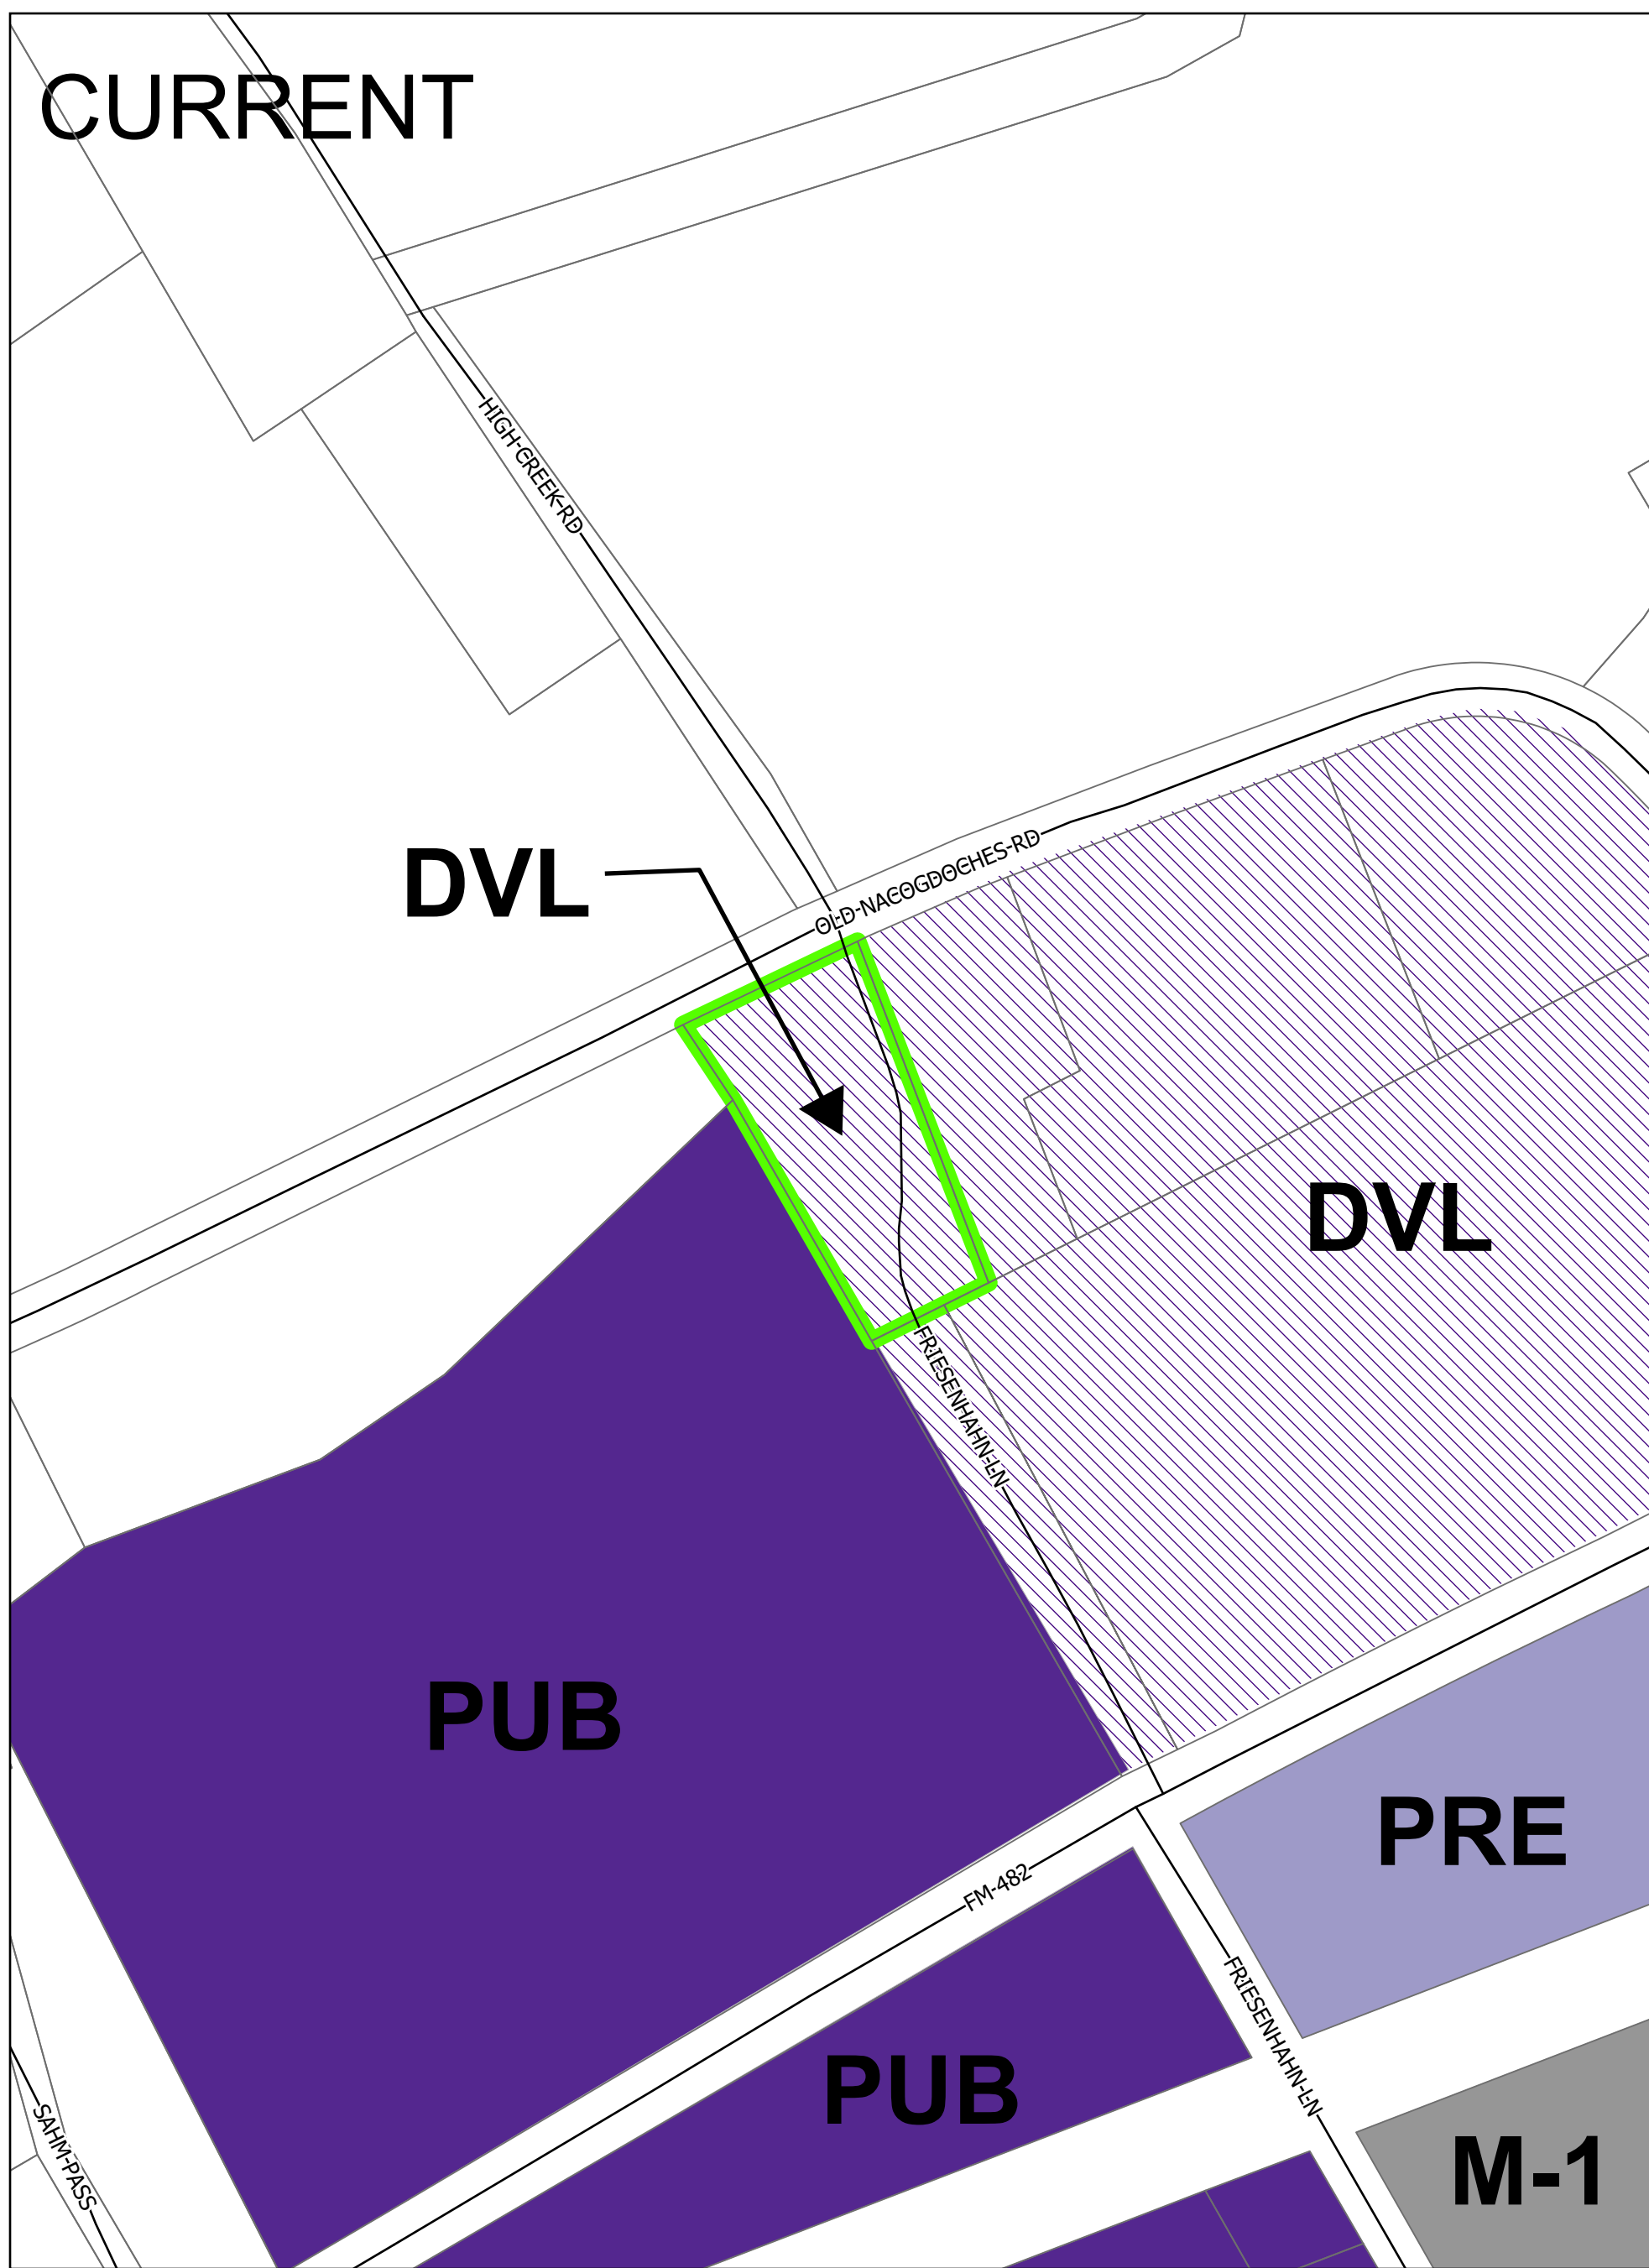 CURRENT
HIGH-CREEK-RD
OLD-NACOGDOCHES-RD
DVL
DVL
FRIESENHAHN-LN
PUB
PRE
FM-482
FRIESENHAHN-LN
PUB
SAHM-PASS
M-1